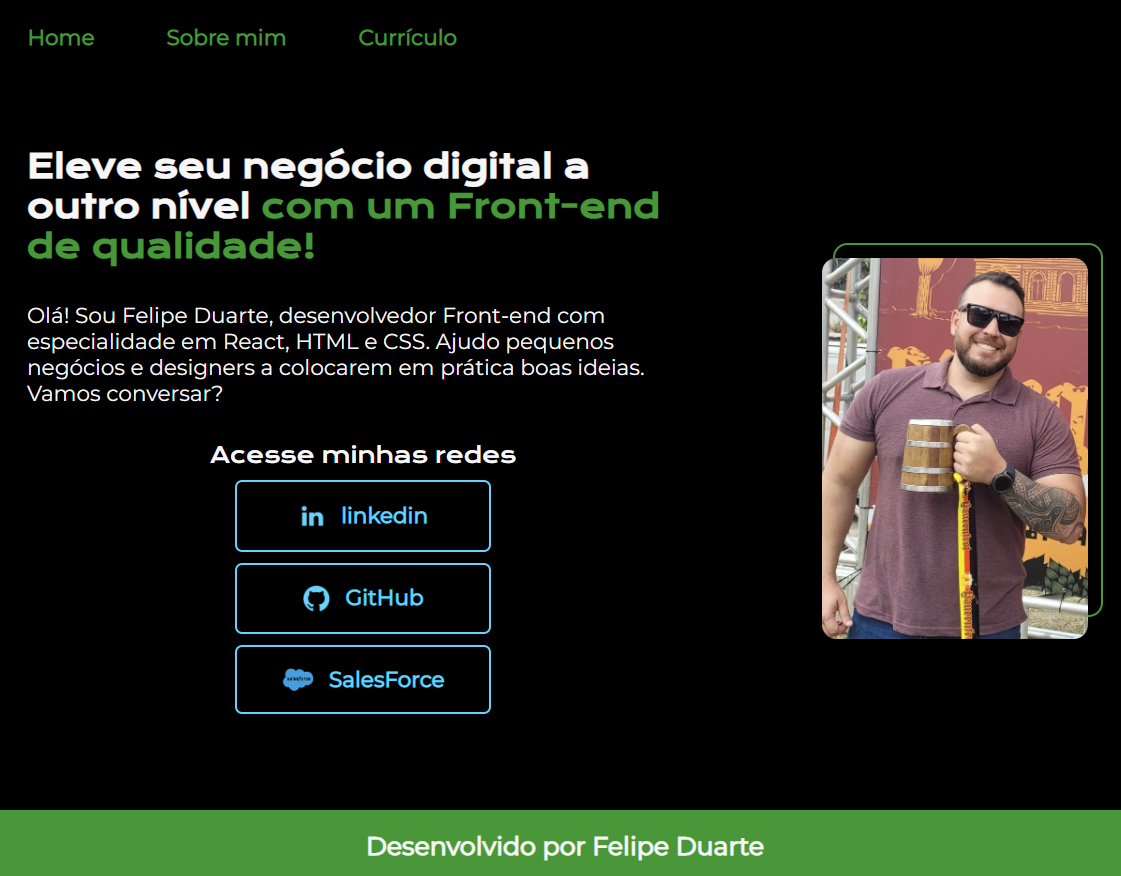 Home Sobre mim Currículo
Eleve seu negócio digital a
outro nível com um Front-end
de qualidade!
Olá! Sou Felipe Duarte, desenvolvedor Front-end com
especialidade em React, HTML e CSS. Ajudo pequenos
negócios e designers a colocarem em prática boas ideias.
Vamos conversar?
Acesse minhas redes
in linkedin
GitHub
SalesForce
Desenvolvido por Felipe Duarte